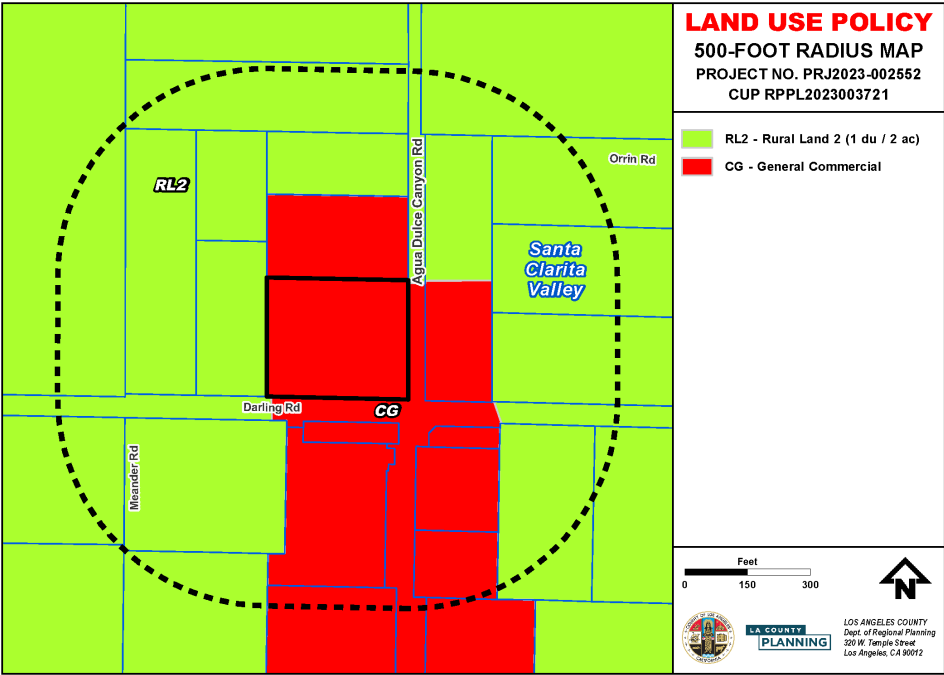 LAND USE POLICY
500-FOOT RADIUS MAP
PROJECT NO. PRJ2023-002552
CUP RPPL2023003721
RL2 - Rural Land 2 (1 du / 2 ac)
CG - General Commercial
Orrin Rd
RL2
Agua Dulce Canyon Rd
Santa
Clarita
Valley
Darling Rd
CG
Meander Rd
Feet
0 150 300
N
LA COUNTY
PLANNING
LOS ANGELES COUNTY
Dept. of Regional Planning
320 W. Temple Street
Los Angeles, CA 90012